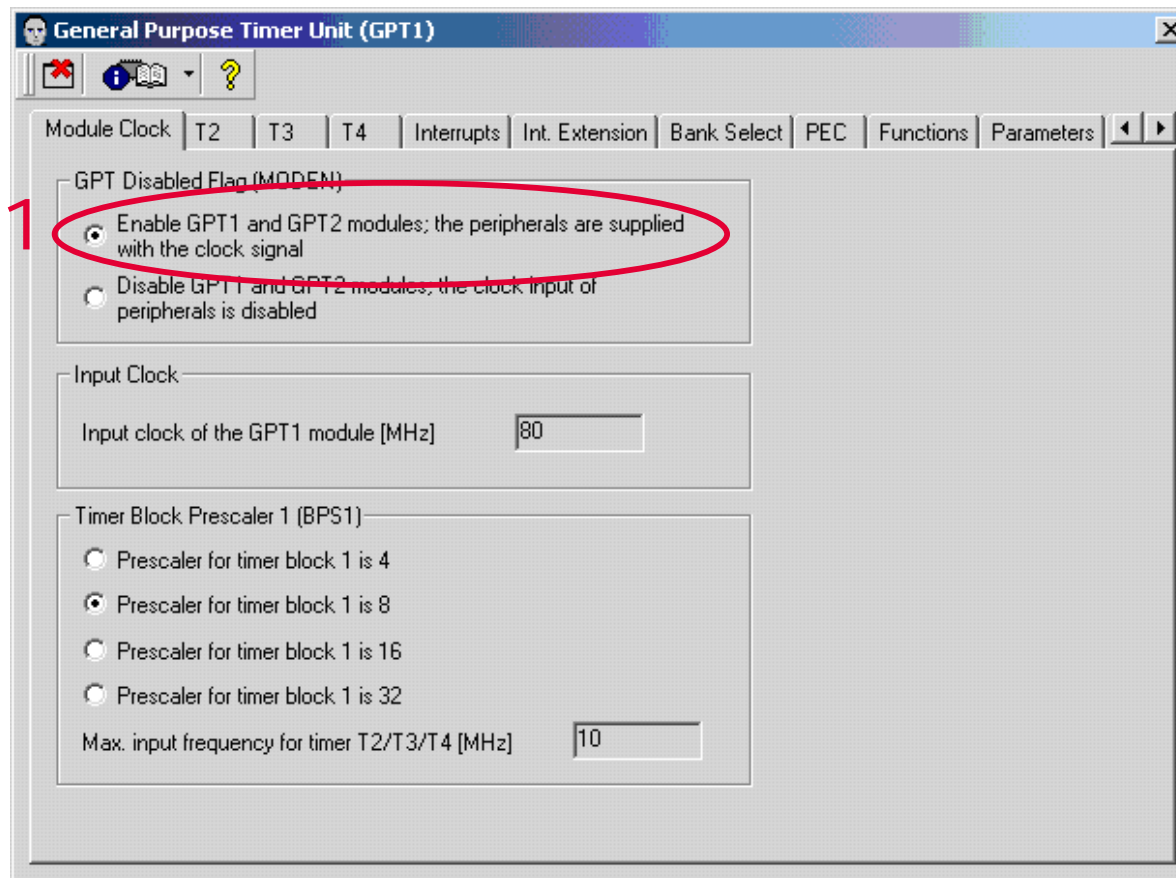 General Purpose Timer Unit (GPT1)
Module Clock T2 T3 T4 Interrupts Int. Extension Bank Select PEC Functions Parameters
GPT Disabled Flag (MODEN)
1
Enable GPT1 and GPT2 modules; the peripherals are supplied
with the clock signal
Disable GPT1 and GPT2 modules; the clock input of
peripherals is disabled
Input Clock
Input clock of the GPT1 module [MHz] 80
Timer Block Prescaler 1 (BPS1)
Prescaler for timer block 1 is 4
Prescaler for timer block 1 is 8
Prescaler for timer block 1 is 16
Prescaler for timer block 1 is 32
Max. input frequency for timer T2/T3/T4 [MHz] 10